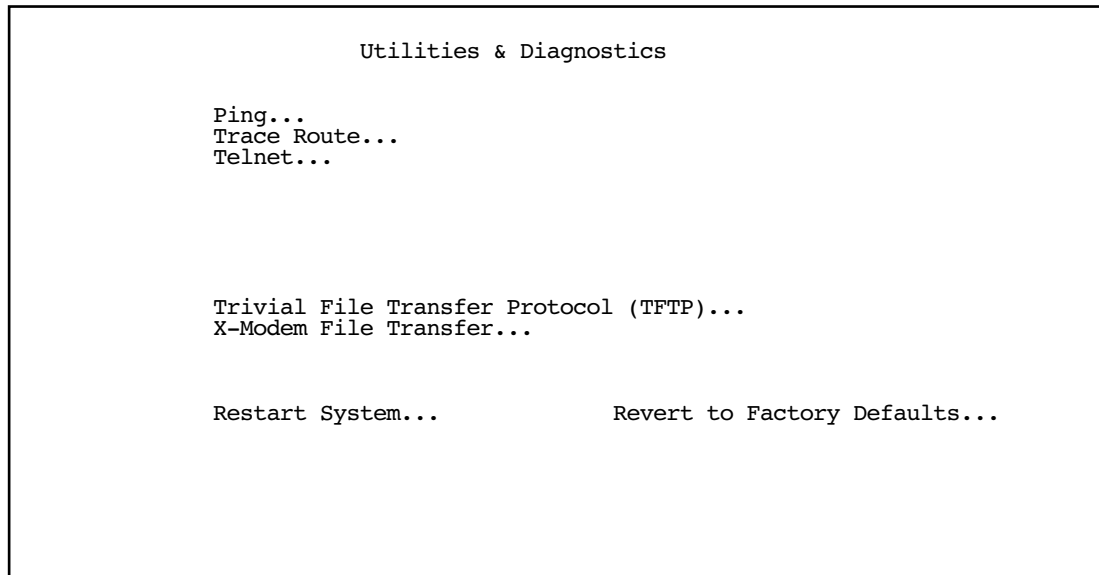 Utilities & Diagnostics
Ping...
Trace Route...
Telnet...
Trivial File Transfer Protocol (TFTP)...
X-Modem File Transfer...
Restart System... Revert to Factory Defaults...